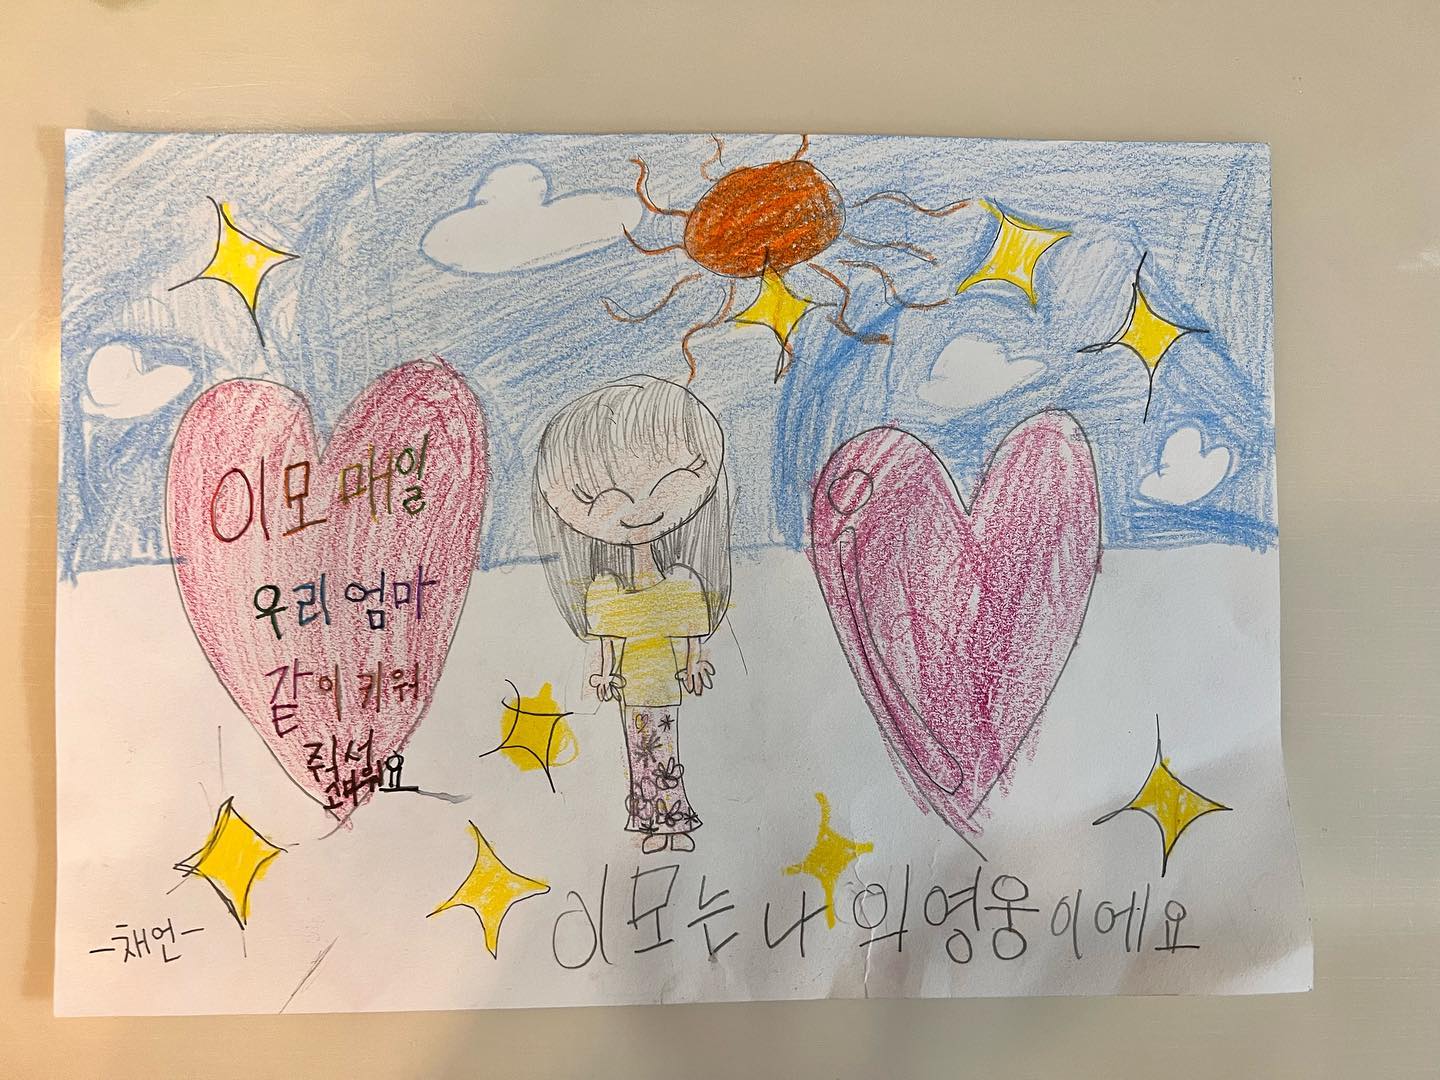 이모 매일
우리 엄마
같이 키워
줘서
고마워요
이모는 나의 영웅이에요
-채언-